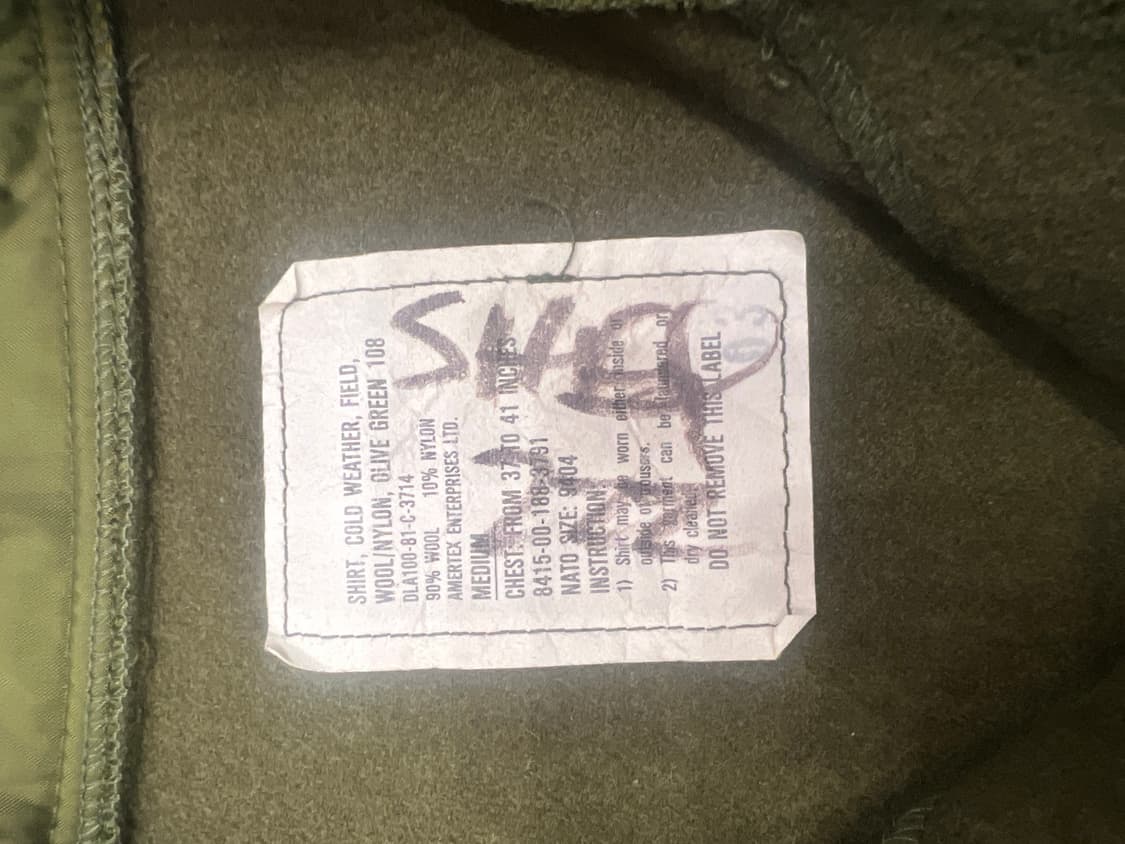 SHIRT, COLD WEATHER, FIELD,
WOOL/NYLON, OLIVE GREEN 108
DLA100-81-C-3714
90% WOOL 10% NYLON
AMERTEX ENTERPRISES LTD.
MEDIUM
CHEST: FROM 37 TO 41 INCHES
8415-00-188-3791
NATO SIZE: 9404
INSTRUCTION:
1) Shirt may be worn either inside or
outside of trousers.
2) This garment can be laundered or
dry cleaned.
DO NOT REMOVE THIS LABEL